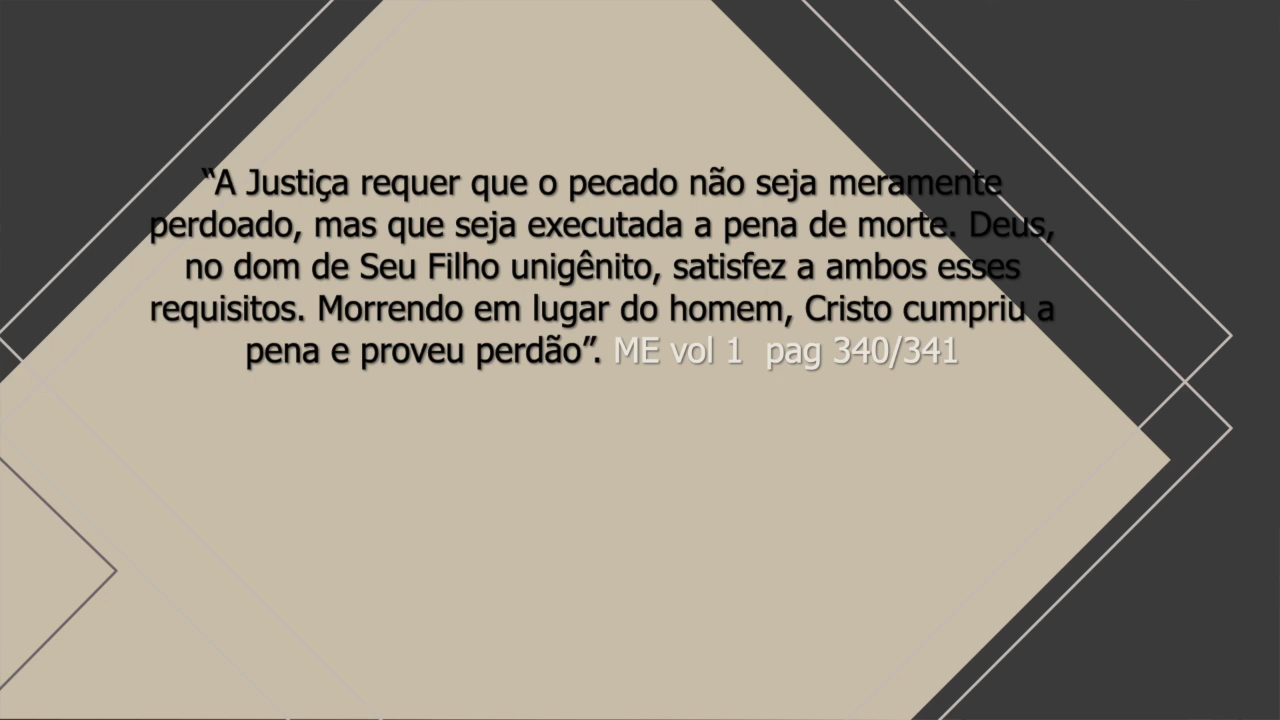 “A Justiça requer que o pecado não seja meramente
perdoado, mas que seja executada a pena de morte. Deus,
no dom de Seu Filho unigênito, satisfez a ambos esses
requisitos. Morrendo em lugar do homem, Cristo cumpriu a
pena e proveu perdão”. ME vol 1  pag 340/341